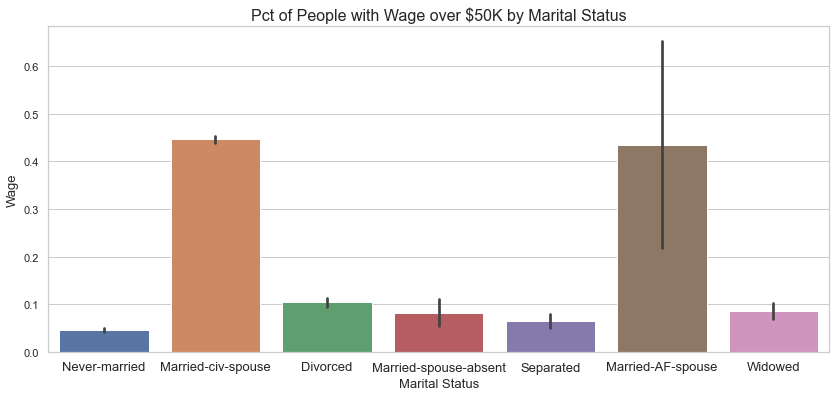 Pct of People with Wage over $50K by Marital Status
0.6
0.5
0.4
0.3
0.2
0.1
0.0
Wage
Never-married Married-civ-spouse Divorced Married-spouse-absent Separated Married-AF-spouse Widowed
Marital Status